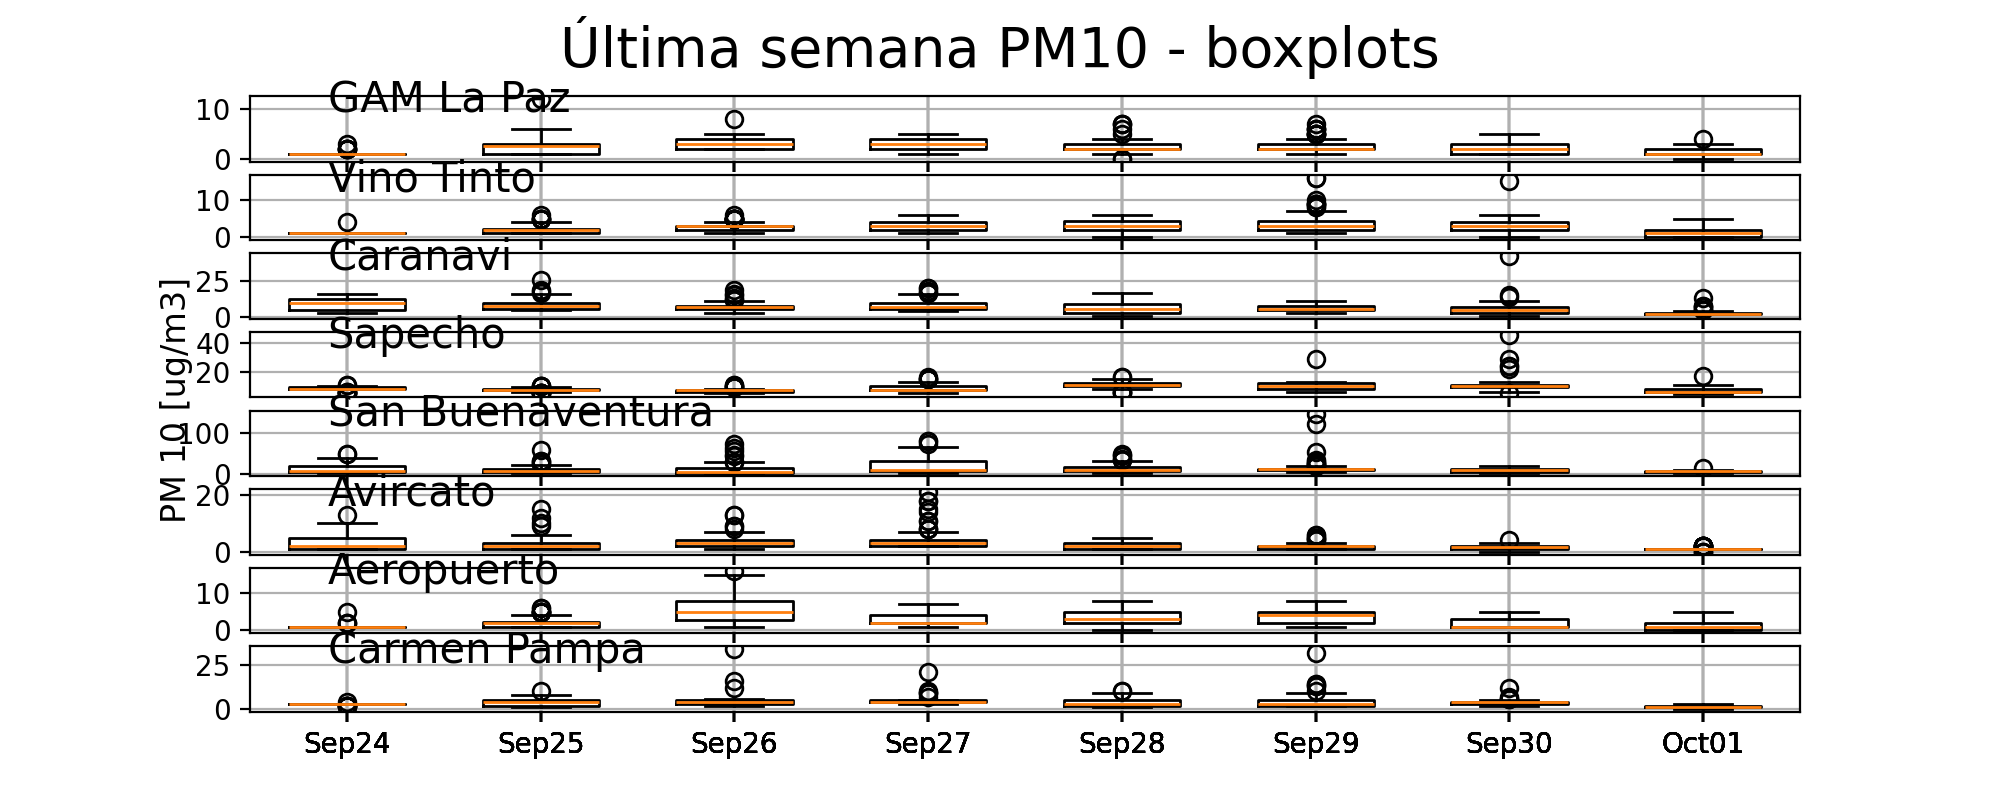 Última semana PM10 - boxplots
GAM La Paz
10
0
Vino Tinto
10
0
Caranavi
25
0
Sapecho
40
20
San Buenaventura
100
0
Avircato
20
0
Aeropuerto
10
0
Carmen Pampa
25
0
PM 10 [ug/m3]
Sep24 Sep25 Sep26 Sep27 Sep28 Sep29 Sep30 Oct01